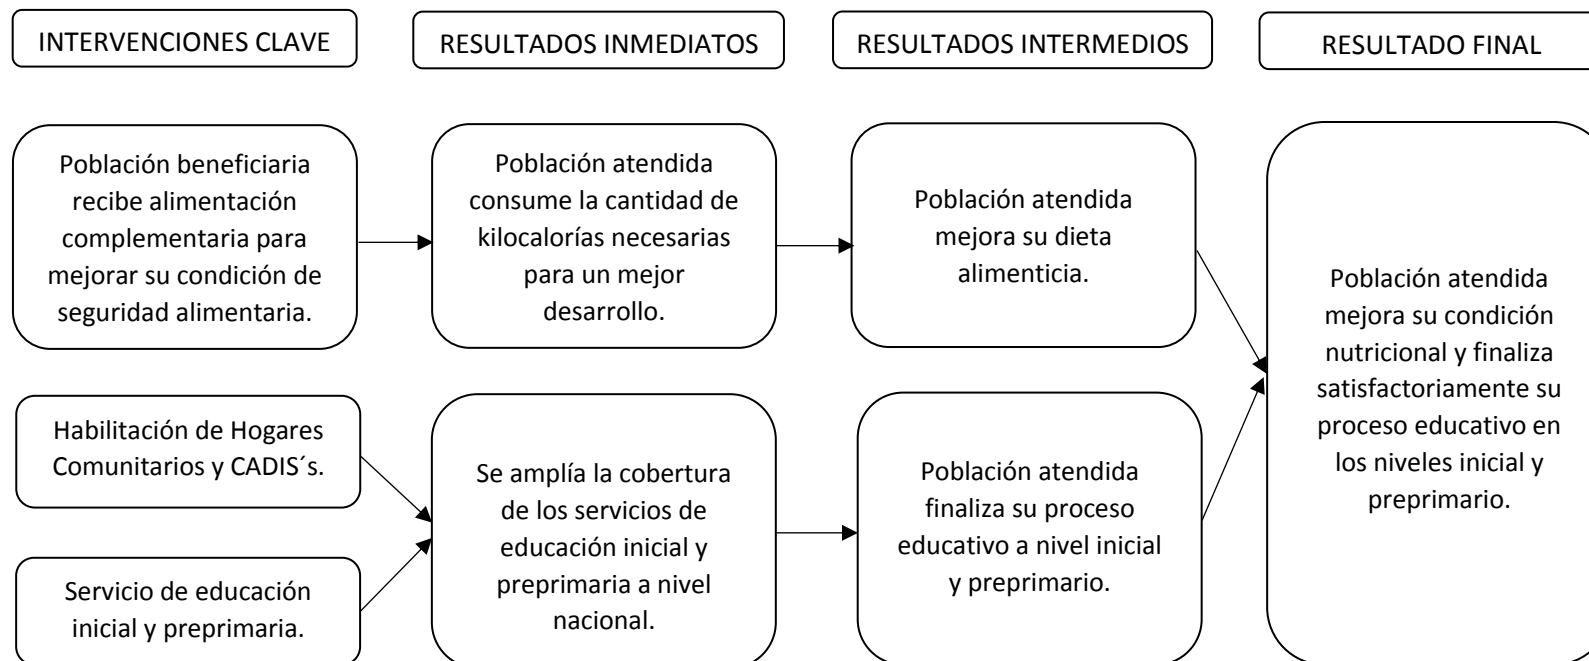 INTERVENCIONES CLAVE
RESULTADOS INMEDIATOS
RESULTADOS INTERMEDIOS
RESULTADO FINAL
Población beneficiaria
recibe alimentación
complementaria para
mejorar su condición de
seguridad alimentaria.
Población atendida
consume la cantidad de
kilocalorías necesarias
para un mejor
desarrollo.
Población atendida
mejora su dieta
alimenticia.
Población atendida
mejora su condición
nutricional y finaliza
satisfactoriamente su
proceso educativo en
los niveles inicial y
preprimario.
Habilitación de Hogares
Comunitarios y CADIS´s.
Servicio de educación
inicial y preprimaria.
Se amplía la cobertura
de los servicios de
educación inicial y
preprimaria a nivel
nacional.
Población atendida
finaliza su proceso
educativo a nivel inicial
y preprimario.